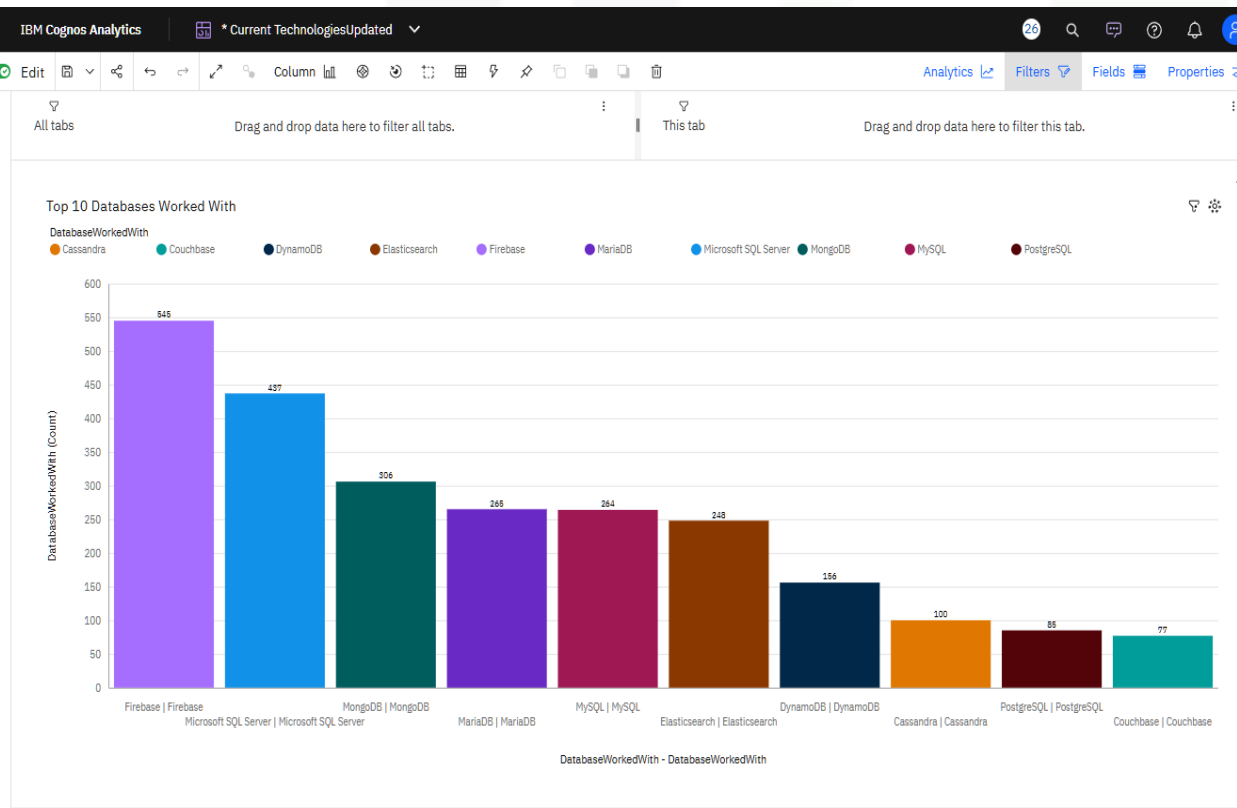 IBM Cognos Analytics * Current TechnologiesUpdated 26
Edit Column Analytics Filters Fields Properties
All tabs Drag and drop data here to filter all tabs. This tab Drag and drop data here to filter this tab.
Top 10 Databases Worked With
DatabaseWorkedWith
Cassandra Couchbase DynamoDB Elasticsearch Firebase MariaDB Microsoft SQL Server MongoDB MySQL PostgreSQL
600
550
500
450
400
350
300
250
200
150
100
50
0
DatabaseWorkedWith (Count)
545
437
306
265
264
248
156
100
85
77
Firebase | Firebase MongoDB | MongoDB MySQL | MySQL DynamoDB | DynamoDB PostgreSQL | PostgreSQL
Microsoft SQL Server | Microsoft SQL Server MariaDB | MariaDB Elasticsearch | Elasticsearch Cassandra | Cassandra Couchbase | Couchbase
DatabaseWorkedWith - DatabaseWorkedWith